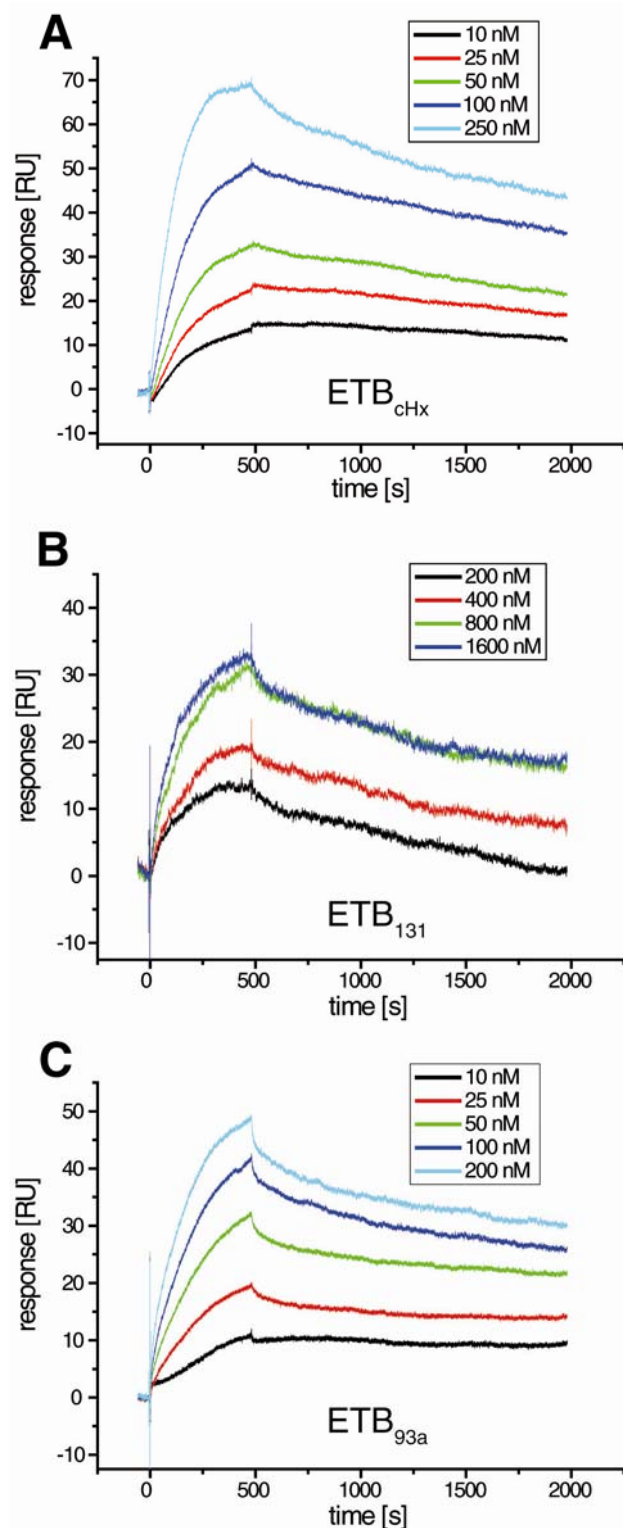 A
10 nM
25 nM
50 nM
100 nM
250 nM
70
60
50
40
30
20
10
0
-10
response [RU]
ETBcHx
0 500 1000 1500 2000
time [s]
B
200 nM
400 nM
800 nM
1600 nM
40
30
20
10
0
-10
response [RU]
ETB131
0 500 1000 1500 2000
time [s]
C
10 nM
25 nM
50 nM
100 nM
200 nM
50
40
30
20
10
0
-10
response [RU]
ETB93a
0 500 1000 1500 2000
time [s]